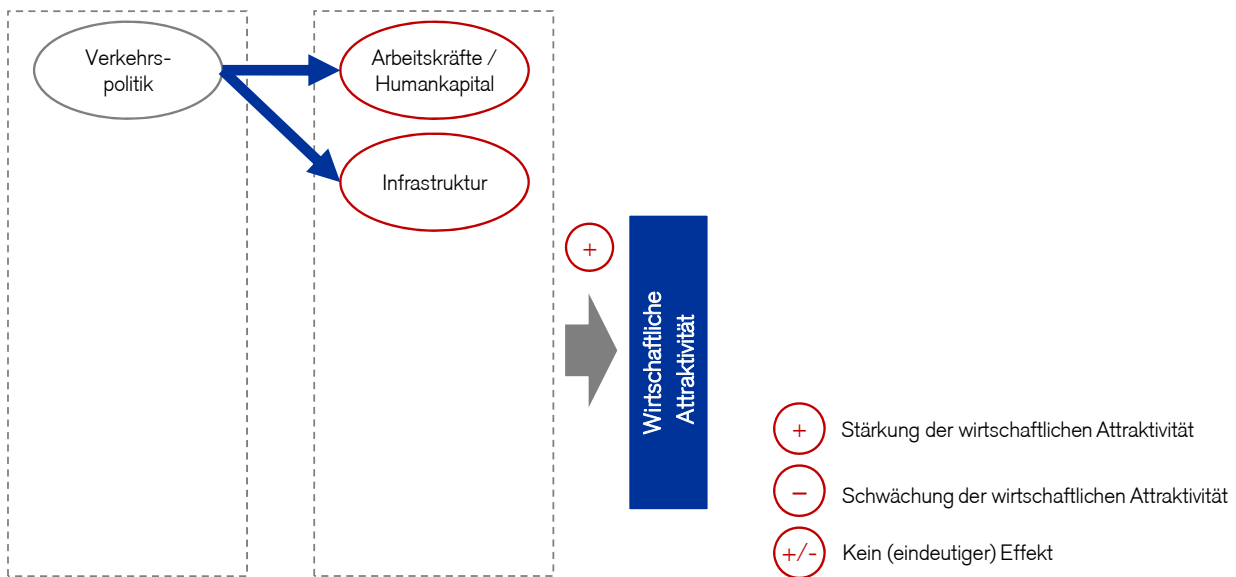 Verkehrs-
politik
Arbeitskräfte /
Humankapital
Infrastruktur
+
Wirtschaftliche
Attraktivität
+ Stärkung der wirtschaftlichen Attraktivität
– Schwächung der wirtschaftlichen Attraktivität
+/- Kein (eindeutiger) Effekt